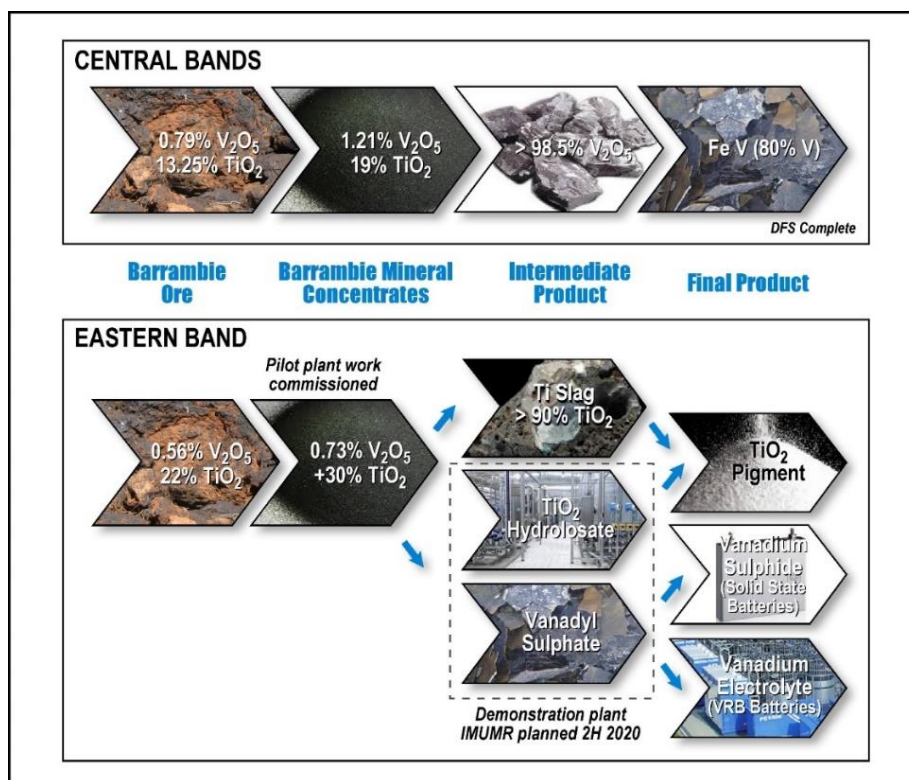 CENTRAL BANDS
0.79% V₂O₅
13.25% TiO₂
1.21% V₂O₅
19% TiO₂
> 98.5% V₂O₅
Fe V (80% V)
DFS Complete
Barrambie
Ore
Barrambie Mineral
Concentrates
Intermediate
Product
Final Product
EASTERN BAND
Pilot plant work
commissioned
0.56% V₂O₅
22% TiO₂
0.73% V₂O₅
+30% TiO₂
Ti Slag
> 90% TiO₂
TiO₂
Hydrolosate
Vanadyl
Sulphate
Demonstration plant
IMUMR planned 2H 2020
TiO₂
Pigment
Vanadium
Sulphide
(Solid State
Batteries)
Vanadium
Electrolyte
(VRB Batteries)